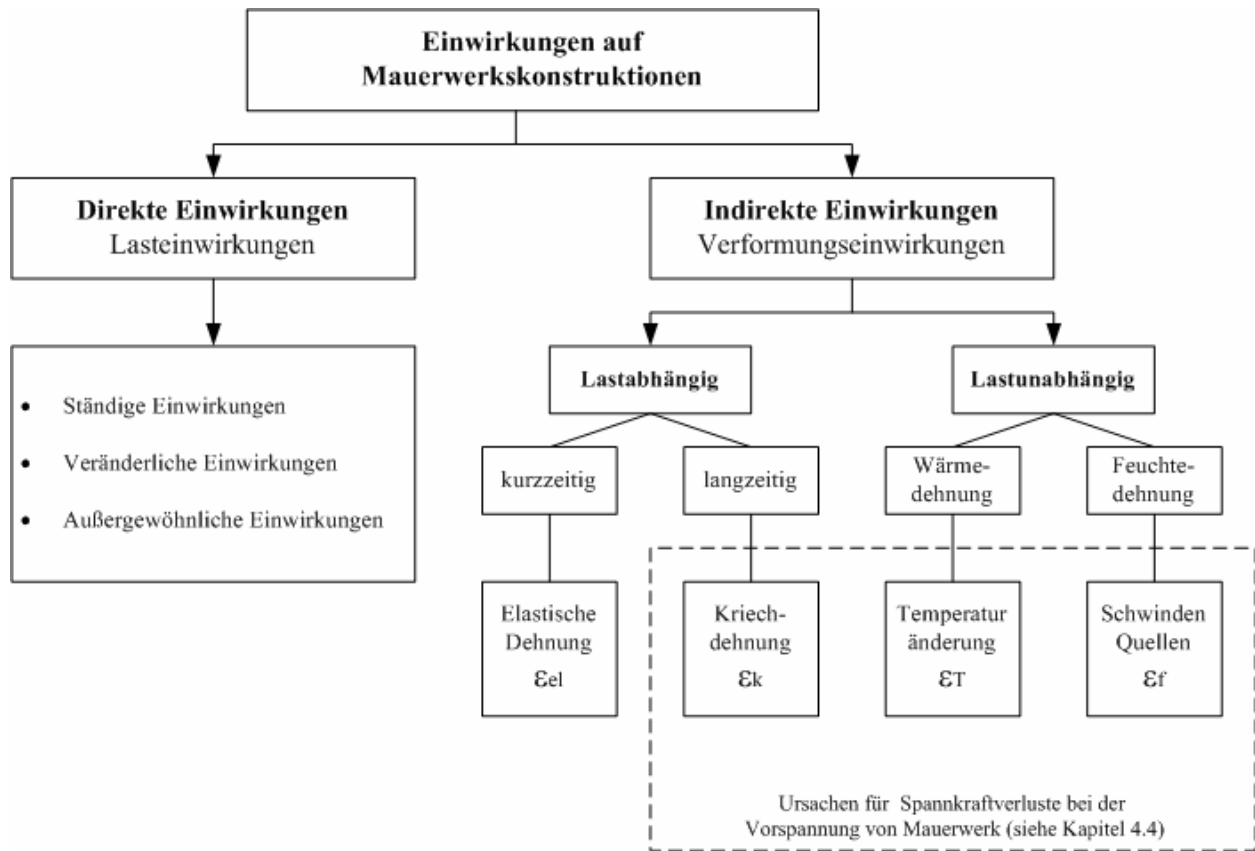 Einwirkungen auf
Mauerwerkskonstruktionen
Direkte Einwirkungen
Lasteinwirkungen
Indirekte Einwirkungen
Verformungseinwirkungen
• Ständige Einwirkungen
• Veränderliche Einwirkungen
• Außergewöhnliche Einwirkungen
Lastabhängig
Lastunabhängig
kurzzeitig
langzeitig
Wärme-
dehnung
Feuchte-
dehnung
Elastische
Dehnung
εel
Kriech-
dehnung
εk
Temperatur
änderung
εT
Schwinden
Quellen
εf
Ursachen für Spannkraftverluste bei der
Vorspannung von Mauerwerk (siehe Kapitel 4.4)